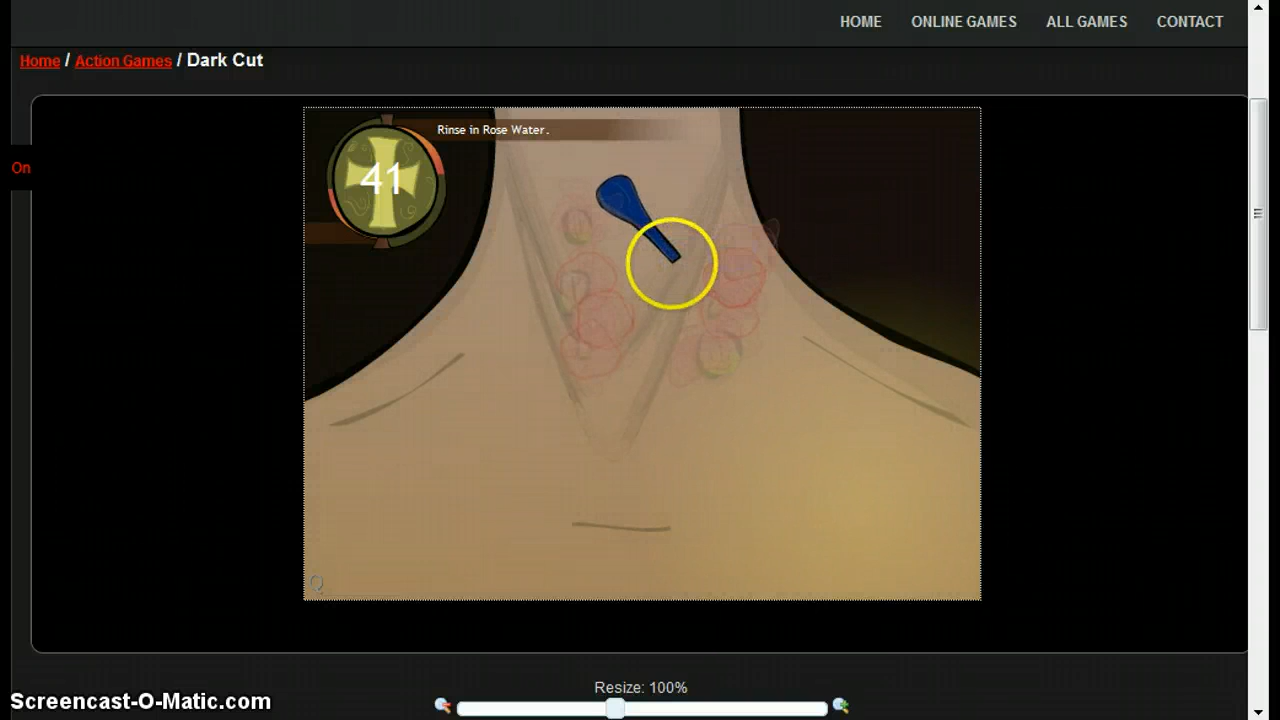 HOME ONLINE GAMES ALL GAMES CONTACT
Home / Action Games / Dark Cut
Rinse in Rose Water.
On
41
Resize: 100%
Screencast-O-Matic.com